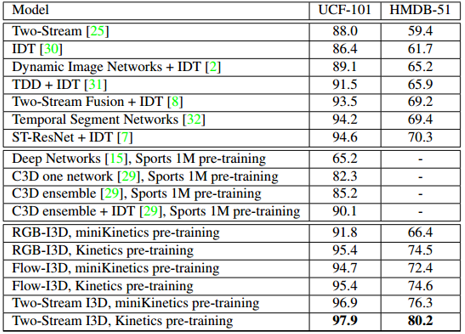 Model UCF-101 HMDB-51
Two-Stream [25] 88.0 59.4
IDT [30] 86.4 61.7
Dynamic Image Networks + IDT [2] 89.1 65.2
TDD + IDT [31] 91.5 65.9
Two-Stream Fusion + IDT [8] 93.5 69.2
Temporal Segment Networks [32] 94.2 69.4
ST-ResNet + IDT [7] 94.6 70.3
Deep Networks [15], Sports 1M pre-training 65.2 -
C3D one network [29], Sports 1M pre-training 82.3 -
C3D ensemble [29], Sports 1M pre-training 85.2 -
C3D ensemble + IDT [29], Sports 1M pre-training 90.1 -
RGB-I3D, miniKinetics pre-training 91.8 66.4
RGB-I3D, Kinetics pre-training 95.4 74.5
Flow-I3D, miniKinetics pre-training 94.7 72.4
Flow-I3D, Kinetics pre-training 95.4 74.6
Two-Stream I3D, miniKinetics pre-training 96.9 76.3
Two-Stream I3D, Kinetics pre-training 97.9 80.2